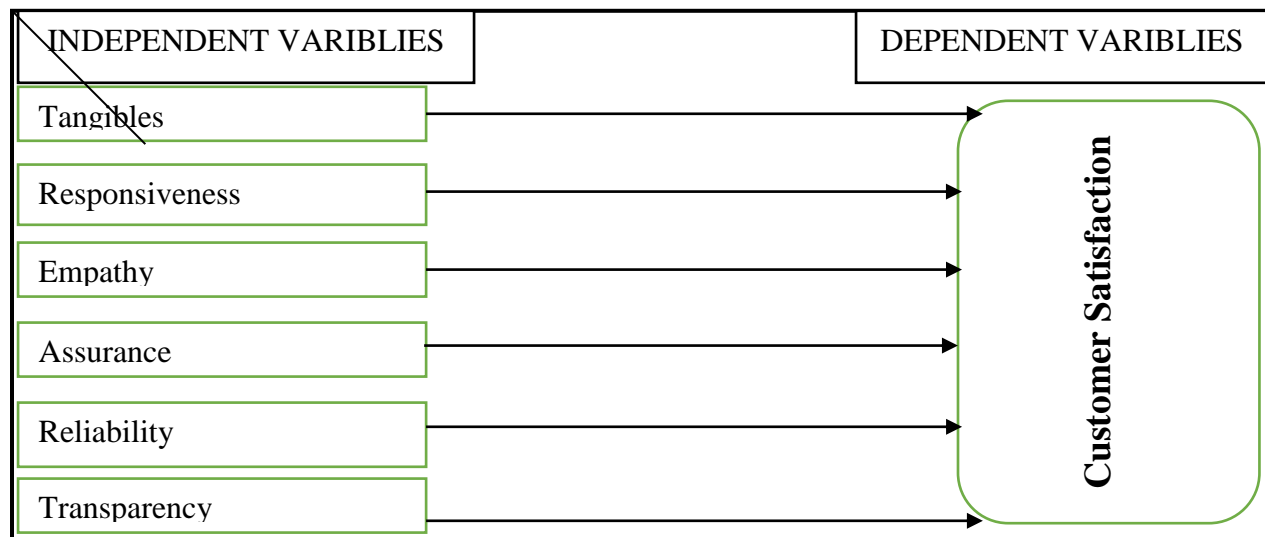 INDEPENDENT VARIBLIES
DEPENDENT VARIBLIES
Tangibles
Responsiveness
Empathy
Assurance
Reliability
Transparency
Customer Satisfaction